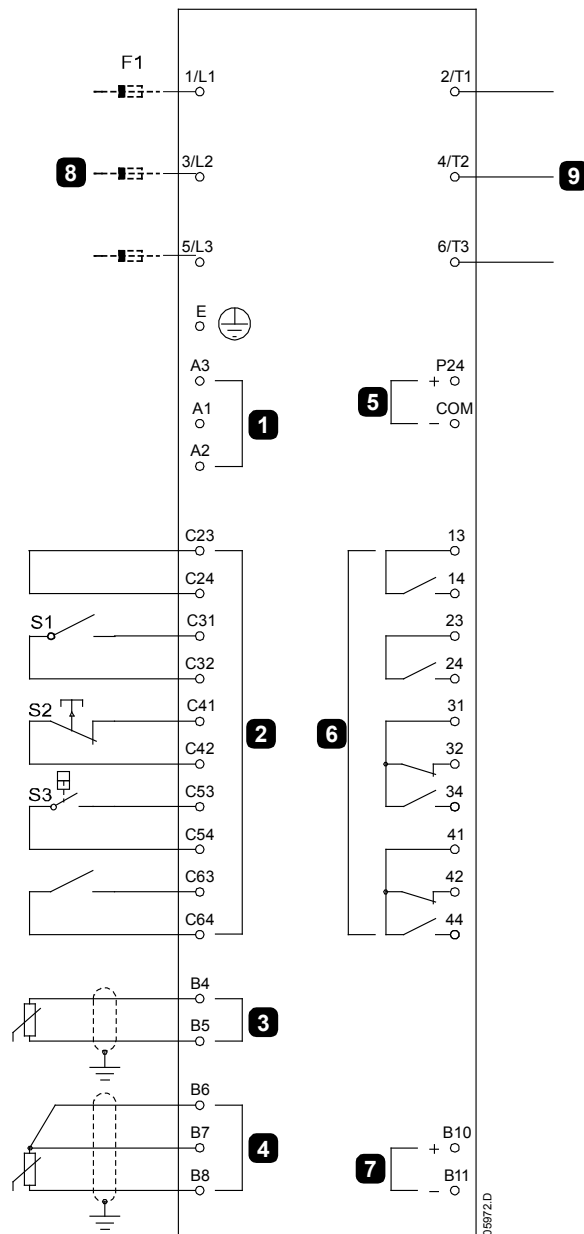 F1
1/L1
2/T1
8
3/L2
4/T2
9
5/L3
6/T3
E
A3
P24
+
5
A1
1
COM
-
A2
C23
13
C24
14
S1
C31
23
C32
24
S2
C41
31
2
6
C42
32
S3
C53
34
C54
41
C63
42
C64
44
B4
3
B5
B6
B7
4
B10
+
7
B8
B11
-
05972.D